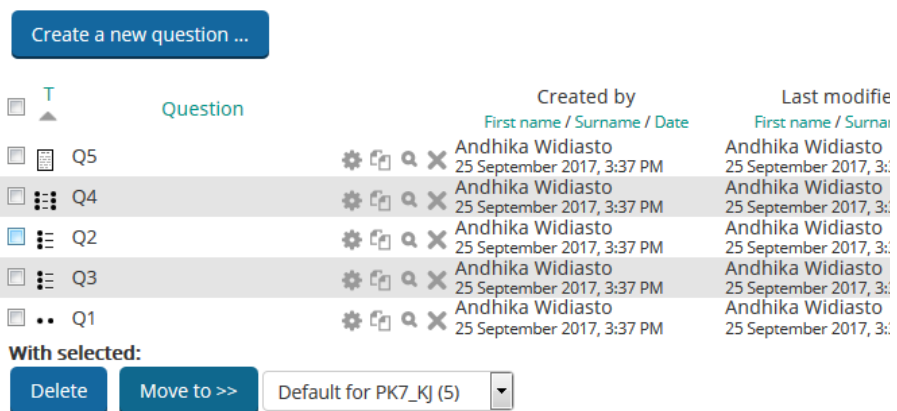 Create a new question ...
T
Question
Created by
Last modifie
First name / Surname / Date
First name / Surnar
Q5
Andhika Widiasto
25 September 2017, 3:37 PM
Andhika Widiasto
25 September 2017, 3:
Q4
Andhika Widiasto
25 September 2017, 3:37 PM
Andhika Widiasto
25 September 2017, 3:
Q2
Andhika Widiasto
25 September 2017, 3:37 PM
Andhika Widiasto
25 September 2017, 3:
Q3
Andhika Widiasto
25 September 2017, 3:37 PM
Andhika Widiasto
25 September 2017, 3:
Q1
Andhika Widiasto
25 September 2017, 3:37 PM
Andhika Widiasto
25 September 2017, 3:
With selected:
Delete
Move to >>
Default for PK7_KJ (5)